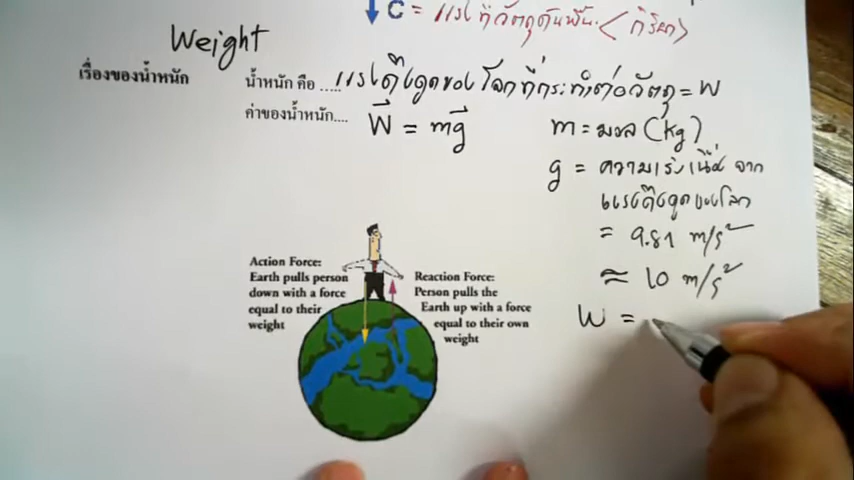 C = แรงที่วัตถุดันพื้น (กิริยา)
Weight
เรื่องของน้ำหนัก
น้ำหนัก คือ ..... แรงดึงดูดของโลกที่กระทำต่อวัตถุ = W
ค่าของน้ำหนัก.... W⃗ = mg⃗
m = มวล (kg)
g = ความเร่งเนื่องจาก
แรงดึงดูดของโลก
= 9.81 m/s²
≈ 10 m/s²
W =
Action Force:
Earth pulls person
down with a force
equal to their
weight
Reaction Force:
Person pulls the
Earth up with a force
equal to their own
weight